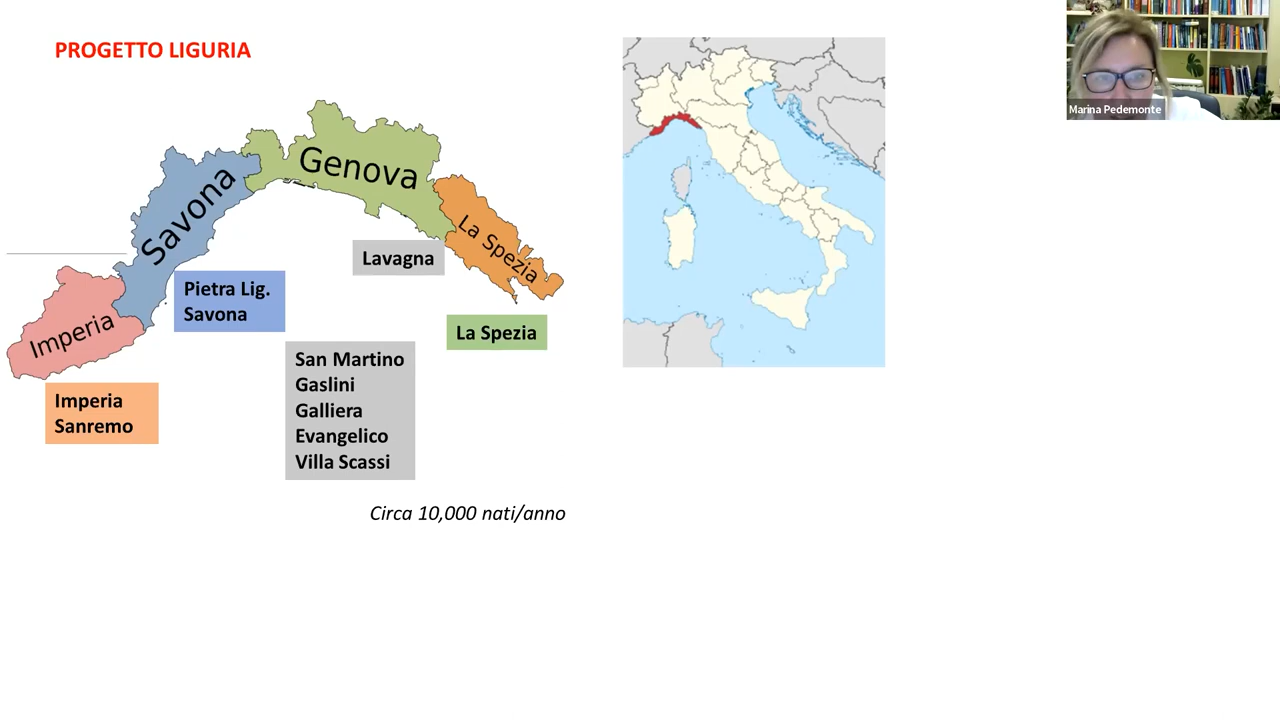 PROGETTO LIGURIA
Marina Pedemonte
Genova
Savona
La Spezia
Imperia
Lavagna
Pietra Lig.
Savona
La Spezia
San Martino
Gaslini
Galliera
Evangelico
Villa Scassi
Imperia
Sanremo
Circa 10,000 nati/anno